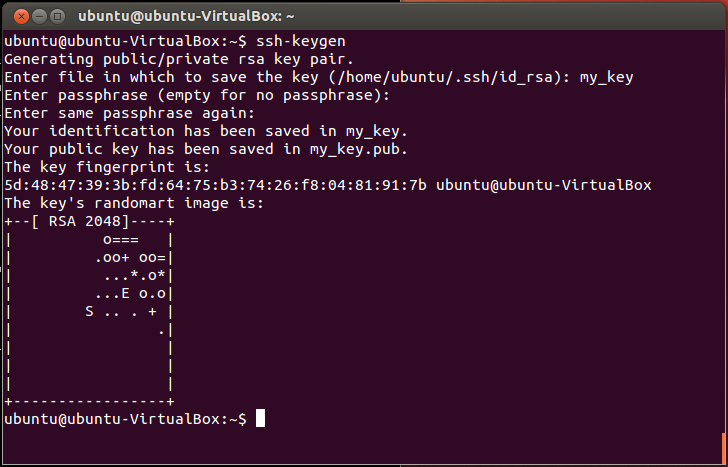 ubuntu@ubuntu-VirtualBox: ~
ubuntu@ubuntu-VirtualBox:~$ ssh-keygen
Generating public/private rsa key pair.
Enter file in which to save the key (/home/ubuntu/.ssh/id_rsa): my_key
Enter passphrase (empty for no passphrase):
Enter same passphrase again:
Your identification has been saved in my_key.
Your public key has been saved in my_key.pub.
The key fingerprint is:
5d:48:47:39:3b:fd:64:75:b3:74:26:f8:04:81:91:7b ubuntu@ubuntu-VirtualBox
The key's randomart image is:
+--[ RSA 2048]----+
|          o===   |
|         .oo+ oo=|
|          ...*.o*|
|         ...E o.o|
|        S .. . + |
|                .|
|                 |
|                 |
|                 |
+-----------------+
ubuntu@ubuntu-VirtualBox:~$